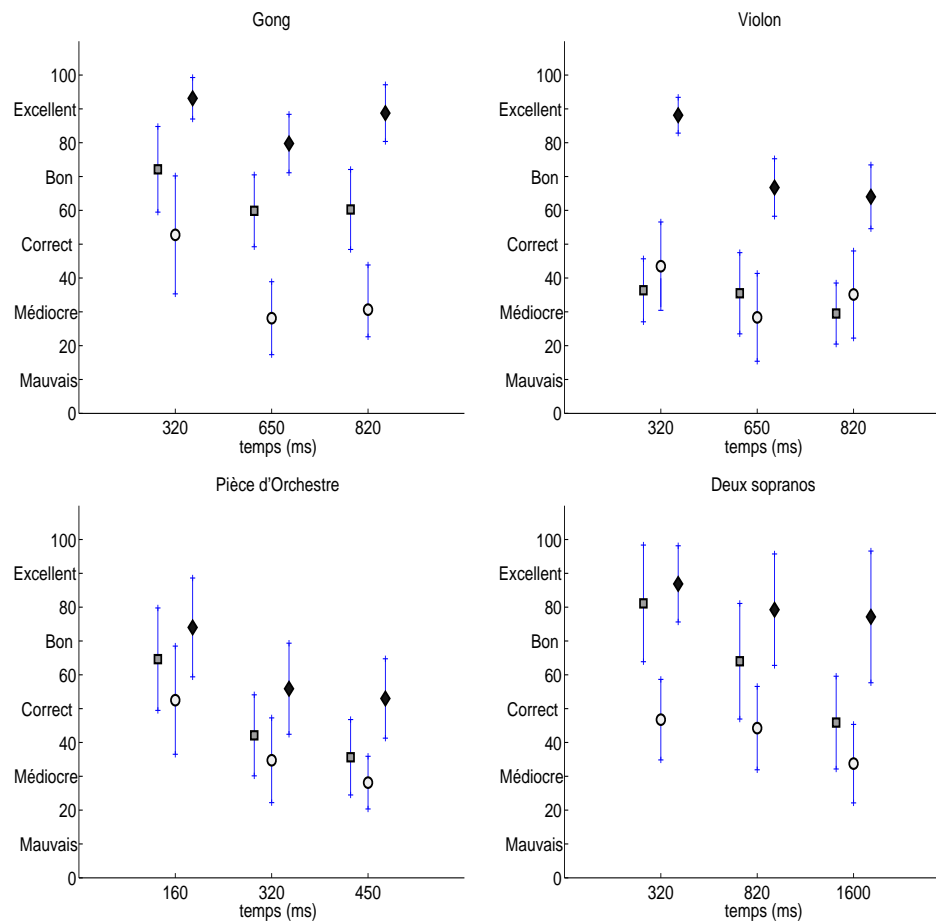 Gong
100
Excellent
80
Bon
60
Correct
40
Médiocre
20
Mauvais
0
320 650 820
temps (ms)
Violon
100
Excellent
80
Bon
60
Correct
40
Médiocre
20
Mauvais
0
320 650 820
temps (ms)
Pièce d'Orchestre
100
Excellent
80
Bon
60
Correct
40
Médiocre
20
Mauvais
0
160 320 450
temps (ms)
Deux sopranos
100
Excellent
80
Bon
60
Correct
40
Médiocre
20
Mauvais
0
320 820 1600
temps (ms)